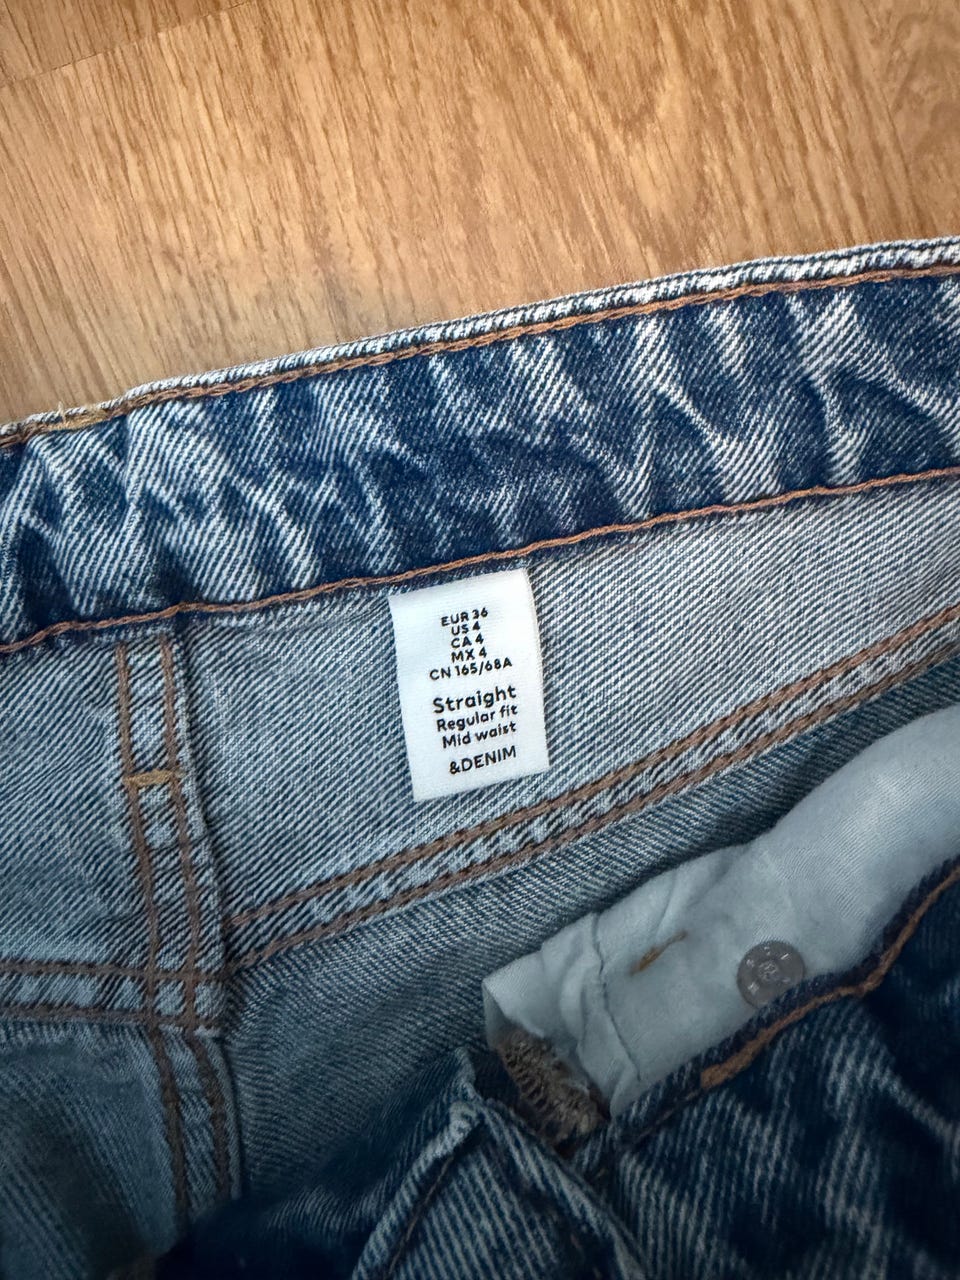 EUR 36
US 4
CA 4
MX 4
CN 165/68A
Straight
Regular fit
Mid waist
&DENIM